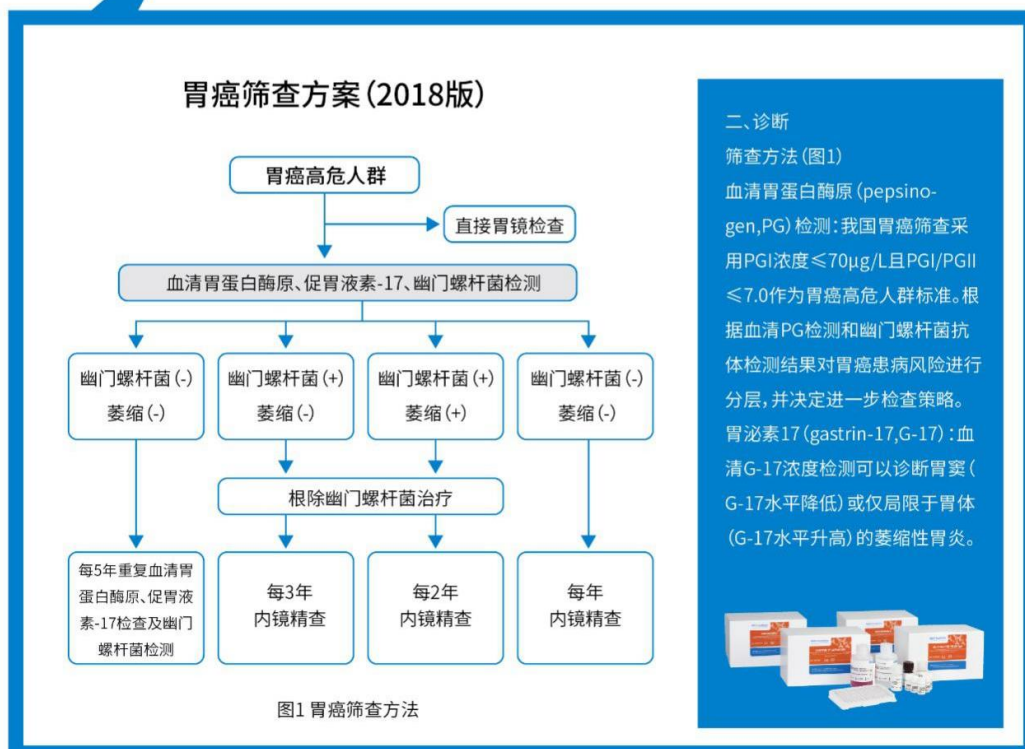 胃癌筛查方案(2018版)
胃癌高危人群
直接胃镜检查
血清胃蛋白酶原、促胃液素-17、幽门螺杆菌检测
幽门螺杆菌(-)
萎缩(-)
幽门螺杆菌(+)
萎缩(-)
幽门螺杆菌(+)
萎缩(+)
幽门螺杆菌(-)
萎缩(-)
根除幽门螺杆菌治疗
每5年重复血清胃
蛋白酶原、促胃液
素-17检查及幽门
螺杆菌检测
每3年
内镜精查
每2年
内镜精查
每年
内镜精查
图1 胃癌筛查方法
二、诊断
筛查方法(图1)
血清胃蛋白酶原(pepsino-
gen,PG)检测:我国胃癌筛查采
用PGI浓度≤70μg/L且PGI/PGII
≤7.0作为胃癌高危人群标准。根
据血清PG检测和幽门螺杆菌抗
体检测结果对胃癌患病风险进行
分层,并决定进一步检查策略。
胃泌素17(gastrin-17,G-17):血
清G-17浓度检测可以诊断胃窦(
G-17水平降低)或仅局限于胃体
(G-17水平升高)的萎缩性胃炎。